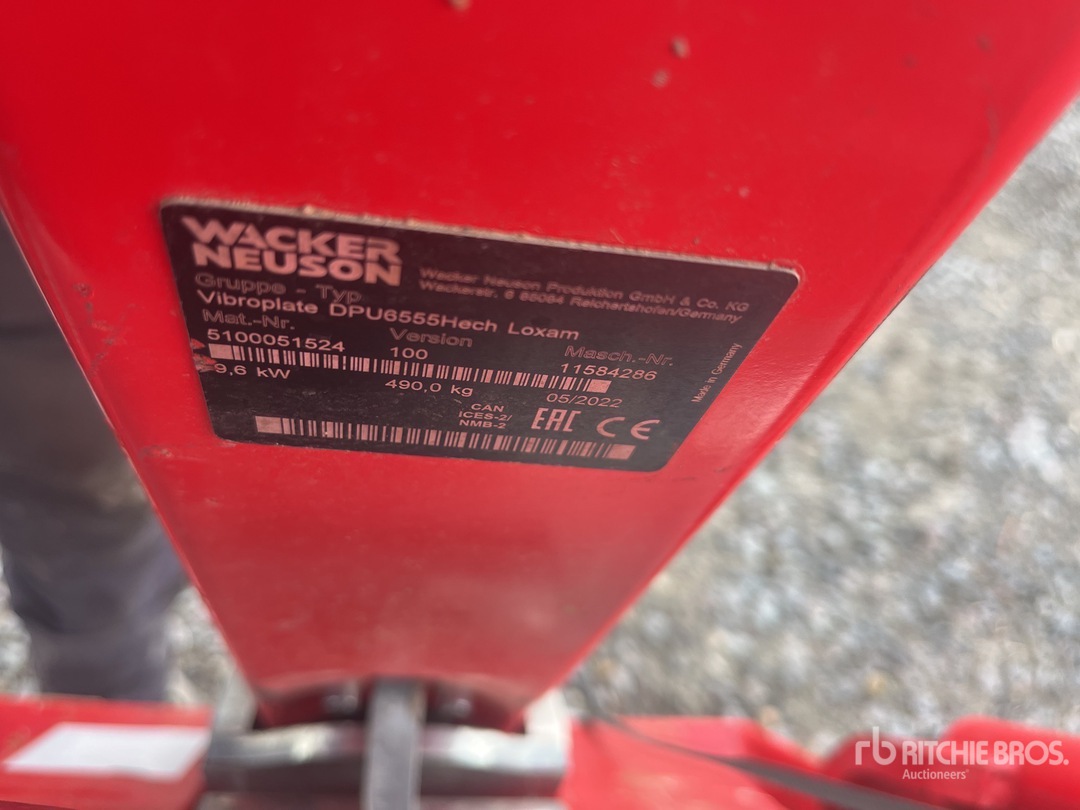 WACKER
NEUSON
Wacker Neuson Produktion GmbH & Co. KG
Wackerstr. 6 85084 Reichertshofen/Germany
Gruppe - Typ
Vibroplate DPU6555Hech Loxam
Mat.-Nr. Version Masch.-Nr.
5100051524 100 11584286
9,6 kW 490,0 kg 05/2022
CAN
ICES-2/
NMB-2
EAC CE
Made in Germany
rb RITCHIE BROS.
Auctioneers